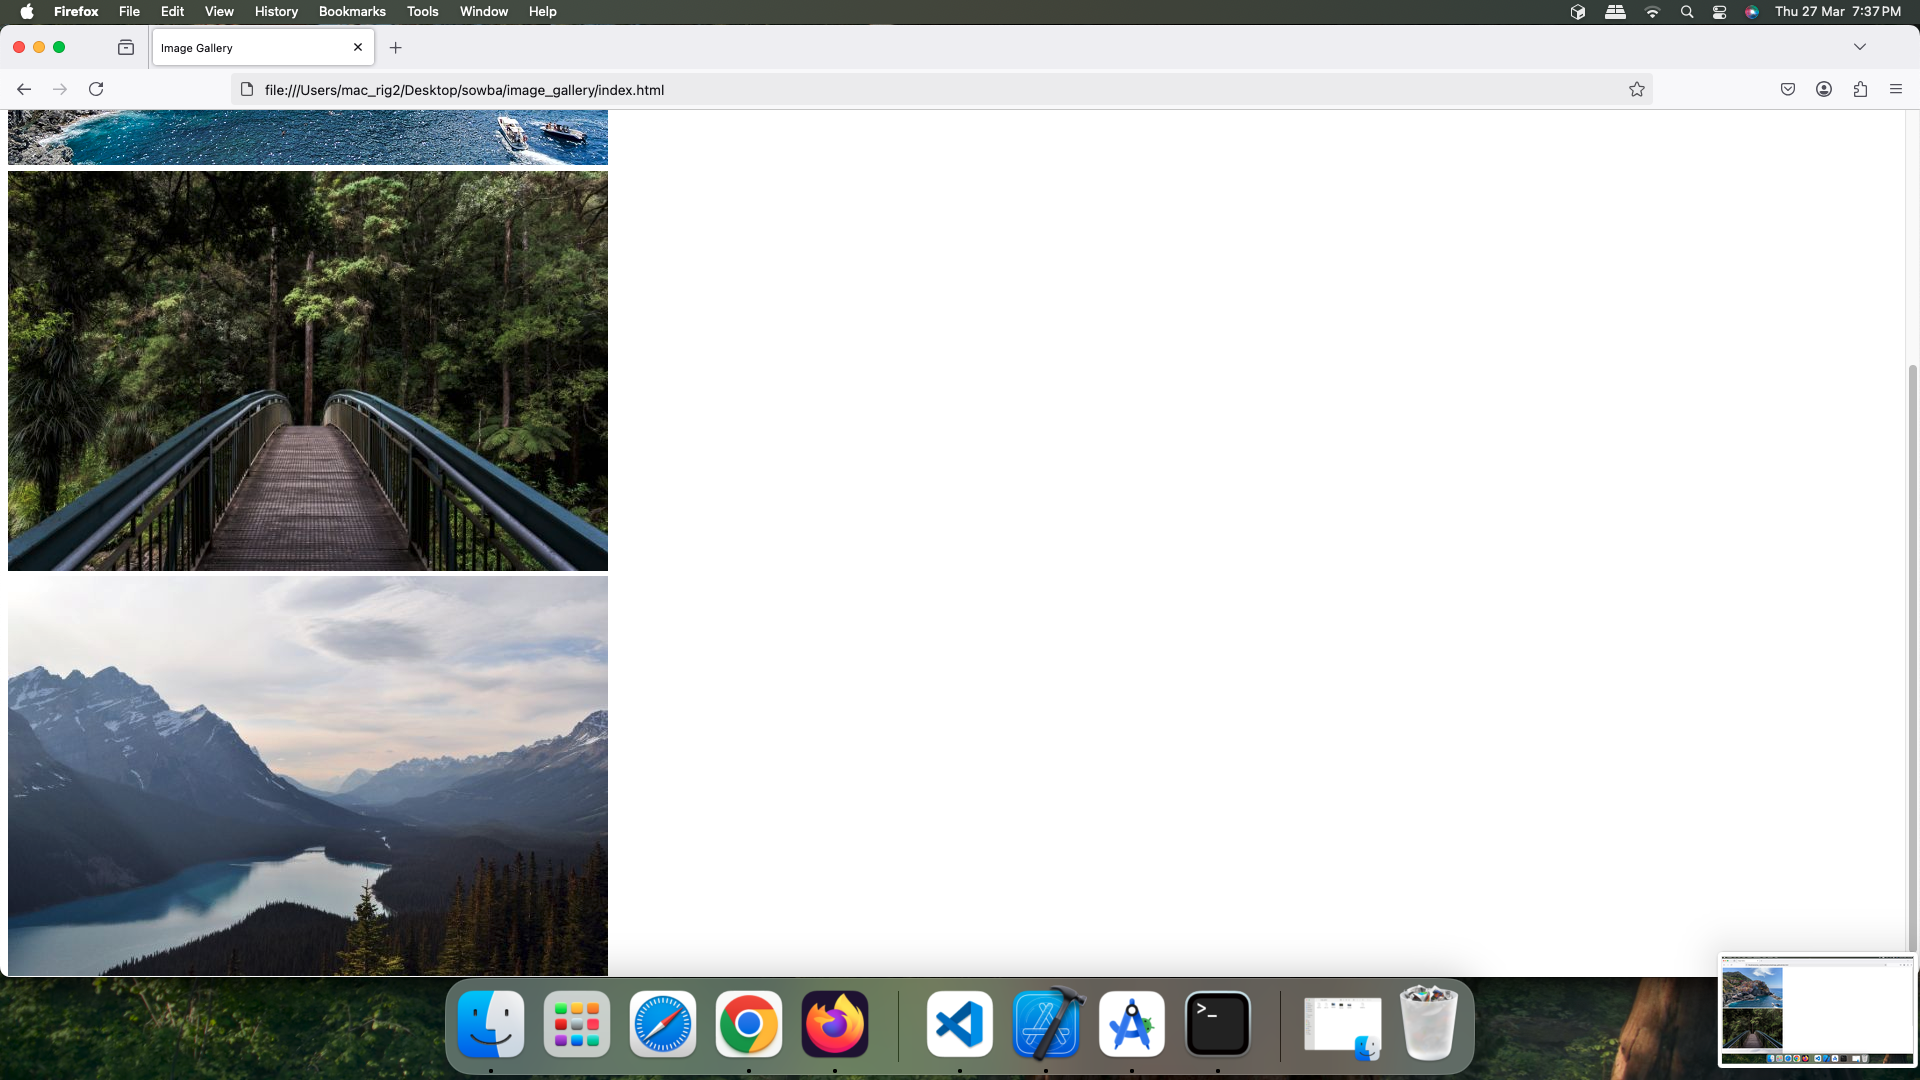 Firefox File Edit View History Bookmarks Tools Window Help Thu 27 Mar 7:37 PM
Image Gallery
file:///Users/mac_rig2/Desktop/sowba/image_gallery/index.html
>_